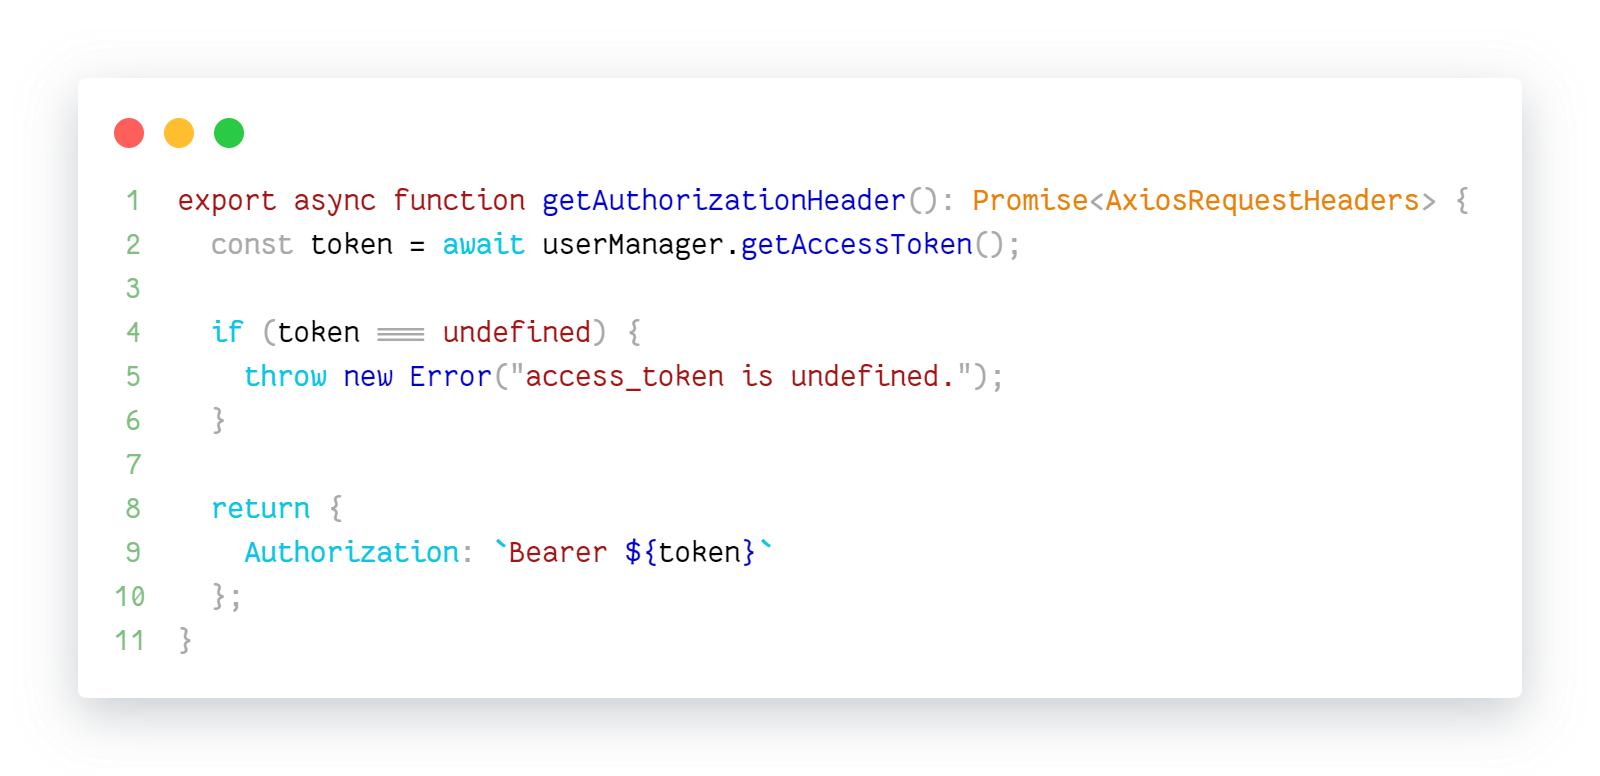 1 export async function getAuthorizationHeader(): Promise<AxiosRequestHeaders> {
2 const token = await userManager.getAccessToken();
3
4 if (token === undefined) {
5 throw new Error("access_token is undefined.");
6 }
7
8 return {
9 Authorization: `Bearer ${token}`
10 };
11 }